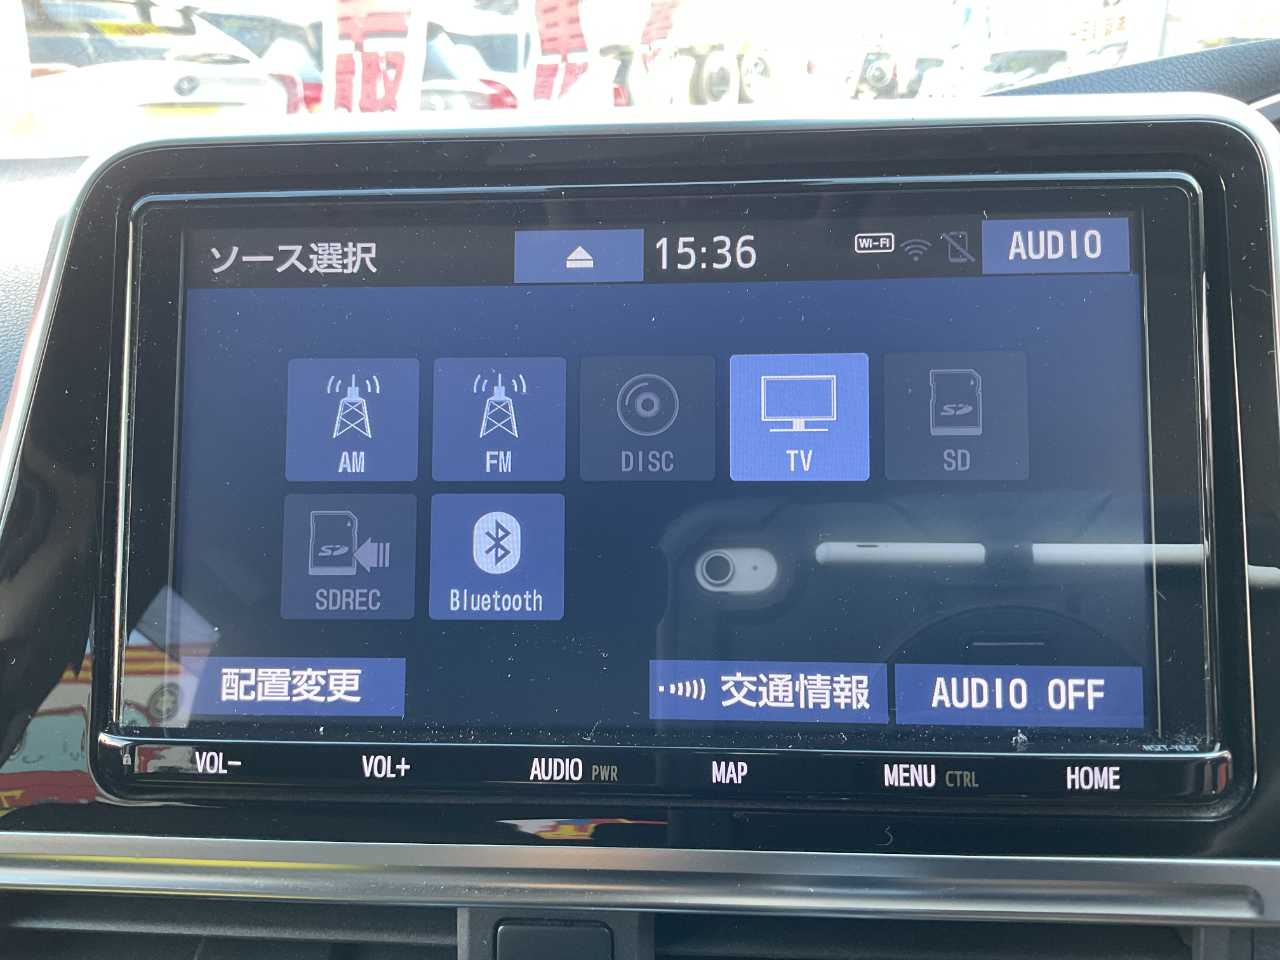 ソース選択
15:36
Wi-Fi
AUDIO
AM
FM
DISC
TV
SD
SDREC
Bluetooth
配置変更
交通情報
AUDIO OFF
VOL-
VOL+
AUDIO PWR
MAP
MENU CTRL
HOME